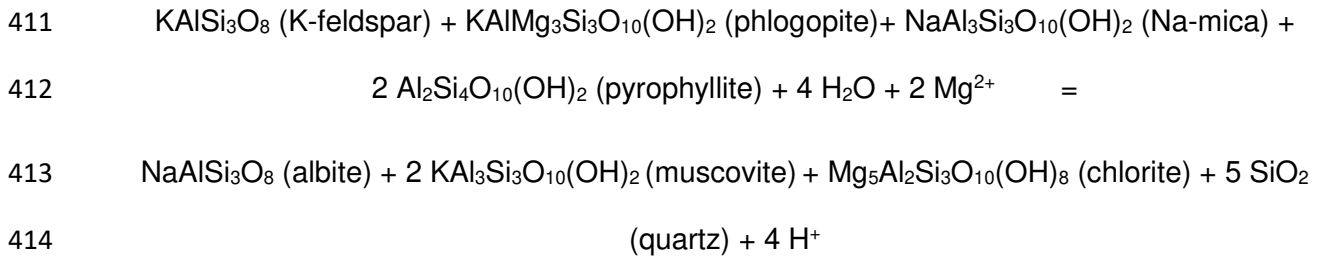 411 KAlSi₃O₈ (K-feldspar) + KAlMg₃Si₃O₁₀(OH)₂ (phlogopite)+ NaAl₃Si₃O₁₀(OH)₂ (Na-mica) +
412 2 Al₂Si₄O₁₀(OH)₂ (pyrophyllite) + 4 H₂O + 2 Mg²⁺ =
413 NaAlSi₃O₈ (albite) + 2 KAl₃Si₃O₁₀(OH)₂ (muscovite) + Mg₅Al₂Si₃O₁₀(OH)₈ (chlorite) + 5 SiO₂
414 (quartz) + 4 H⁺